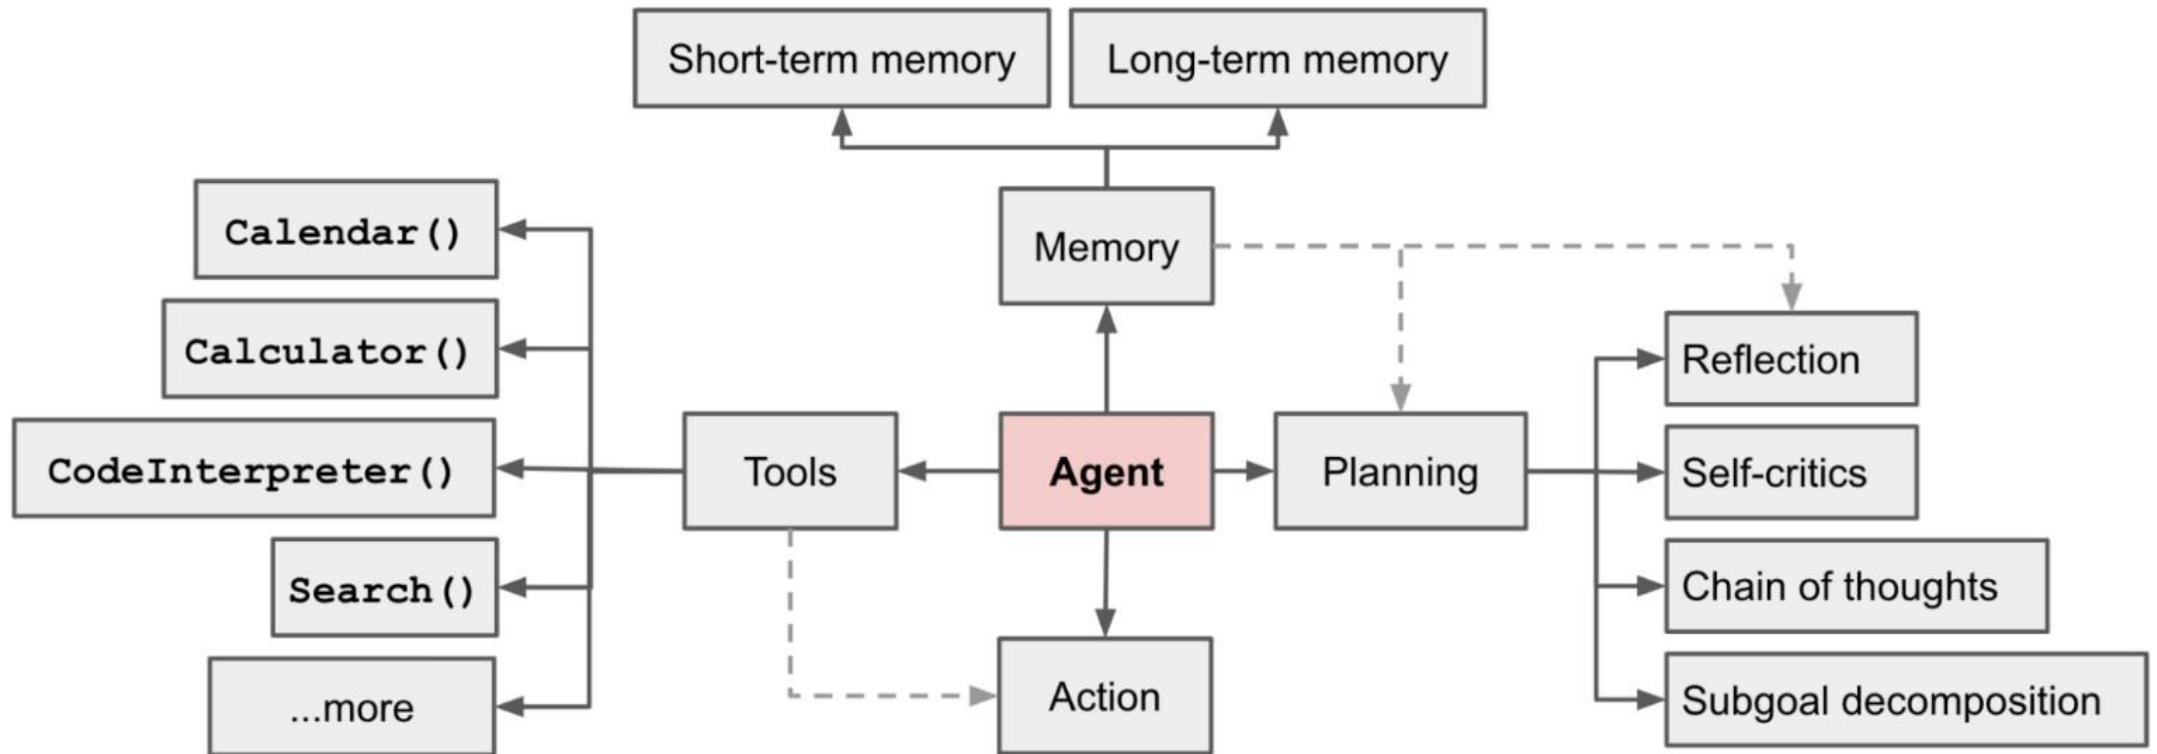 Short-term memory
Long-term memory
Calendar()
Memory
Calculator()
Reflection
CodeInterpreter()
Tools
Agent
Planning
Self-critics
Search()
Chain of thoughts
...more
Action
Subgoal decomposition